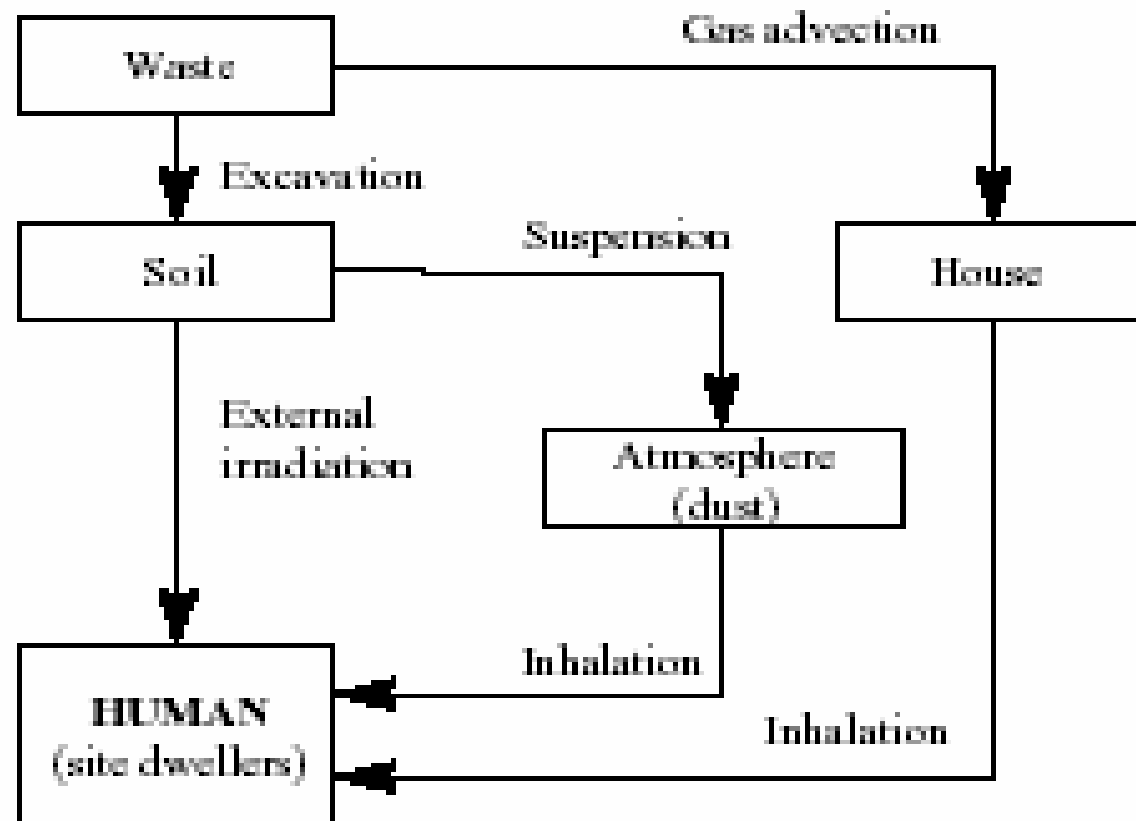 Gas advection
Waste
Excavation
Suspension
Soil
House
External
irradiation
Atmosphere
(dust)
Inhalation
HUMAN
(site dwellers)
Inhalation